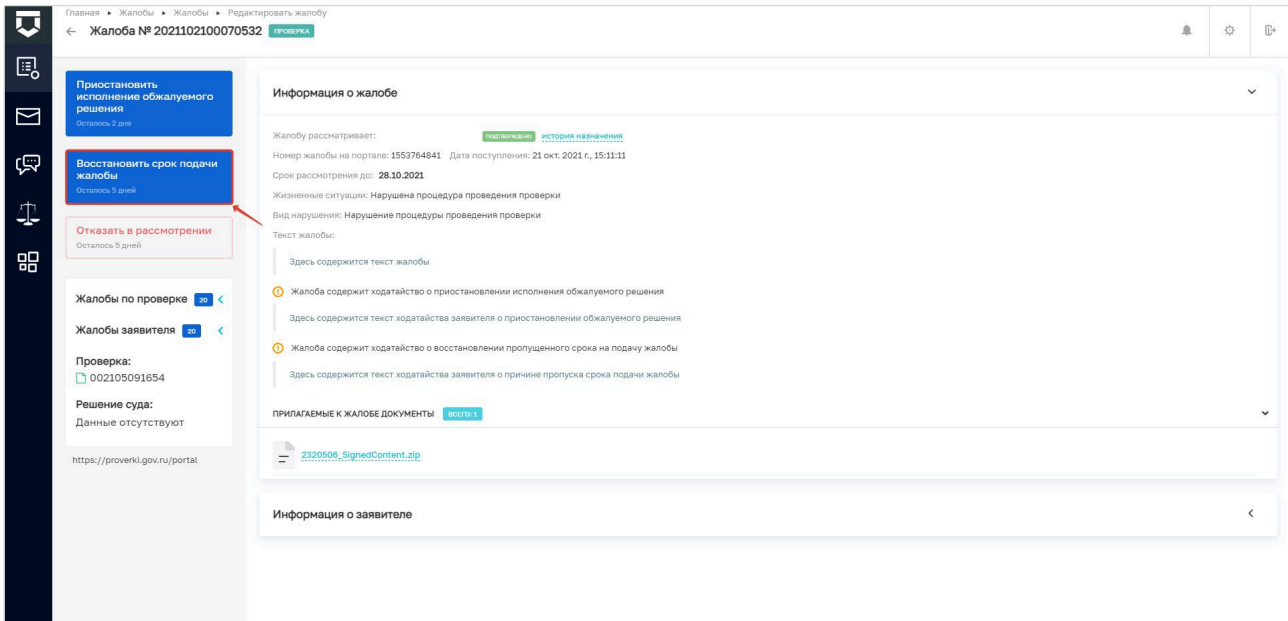 Главная ▸ Жалобы ▸ Жалобы ▸ Редактировать жалобу
← Жалоба № 2021102100070532 ПРОВЕРКА
Приостановить
исполнение обжалуемого
решения
Осталось 2 дня
Восстановить срок подачи
жалобы
Осталось 5 дней
Отказать в рассмотрении
Осталось 5 дней
Жалобы по проверке 20
Жалобы заявителя 20
Проверка:
002105091654
Решение суда:
Данные отсутствуют
https://proverki.gov.ru/portal
Информация о жалобе
Жалобу рассматривает: ПОДТВЕРЖДЕНО история назначения
Номер жалобы на портале: 1553764841 Дата поступления: 21 окт. 2021 г., 15:11:11
Срок рассмотрения до: 28.10.2021
Жизненные ситуации: Нарушена процедура проведения проверки
Вид нарушения: Нарушение процедуры проведения проверки
Текст жалобы:
Здесь содержится текст жалобы
Жалоба содержит ходатайство о приостановлении исполнения обжалуемого решения
Здесь содержится текст ходатайства заявителя о приостановлении обжалуемого решения
Жалоба содержит ходатайство о восстановлении пропущенного срока на подачу жалобы
Здесь содержится текст ходатайства заявителя о причине пропуска срока подачи жалобы
ПРИЛАГАЕМЫЕ К ЖАЛОБЕ ДОКУМЕНТЫ ВСЕГО: 1
2320506_SignedContent.zip
Информация о заявителе